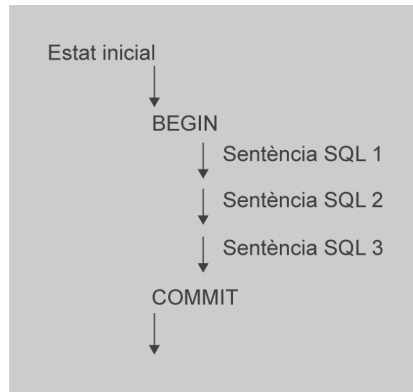 Estat inicial
BEGIN
Sentència SQL 1
Sentència SQL 2
Sentència SQL 3
COMMIT